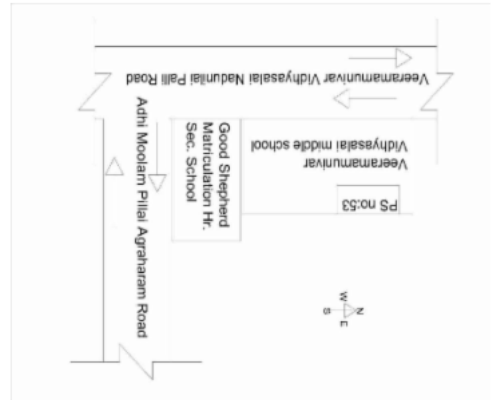 Veeramamunivar Vidhyasalai Nadunilai Palli Road
Adhi Moolam Pillai Agraharam Road
Good Shepherd
Matriculation Hr.
Sec. School
Veeramamunivar
Vidhyasalai middle school
PS no:53
W
N
S
E